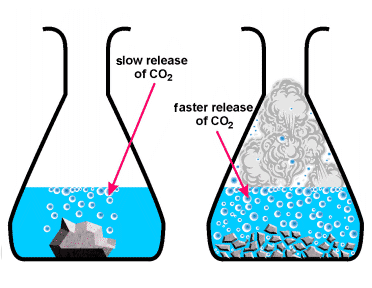 slow release
of CO₂
faster release
of CO₂